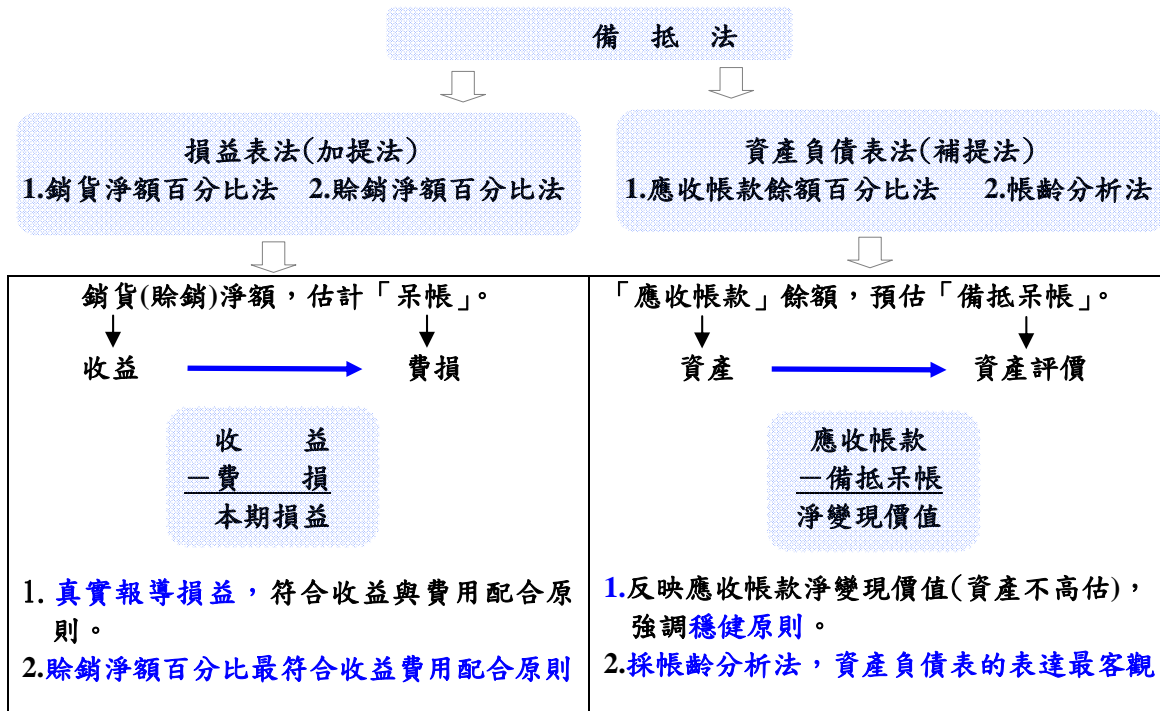 備 抵 法
損益表法(加提法)
1.銷貨淨額百分比法 2.賒銷淨額百分比法
資產負債表法(補提法)
1.應收帳款餘額百分比法 2.帳齡分析法
銷貨(賒銷)淨額，估計「呆帳」。
收益 費損
收 益
－費 損
本期損益
1. 真實報導損益，符合收益與費用配合原
則。
2.賒銷淨額百分比最符合收益費用配合原則
「應收帳款」餘額，預估「備抵呆帳」。
資產 資產評價
應收帳款
－備抵呆帳
淨變現價值
1.反映應收帳款淨變現價值(資產不高估)，
強調穩健原則。
2.採帳齡分析法，資產負債表的表達最客觀